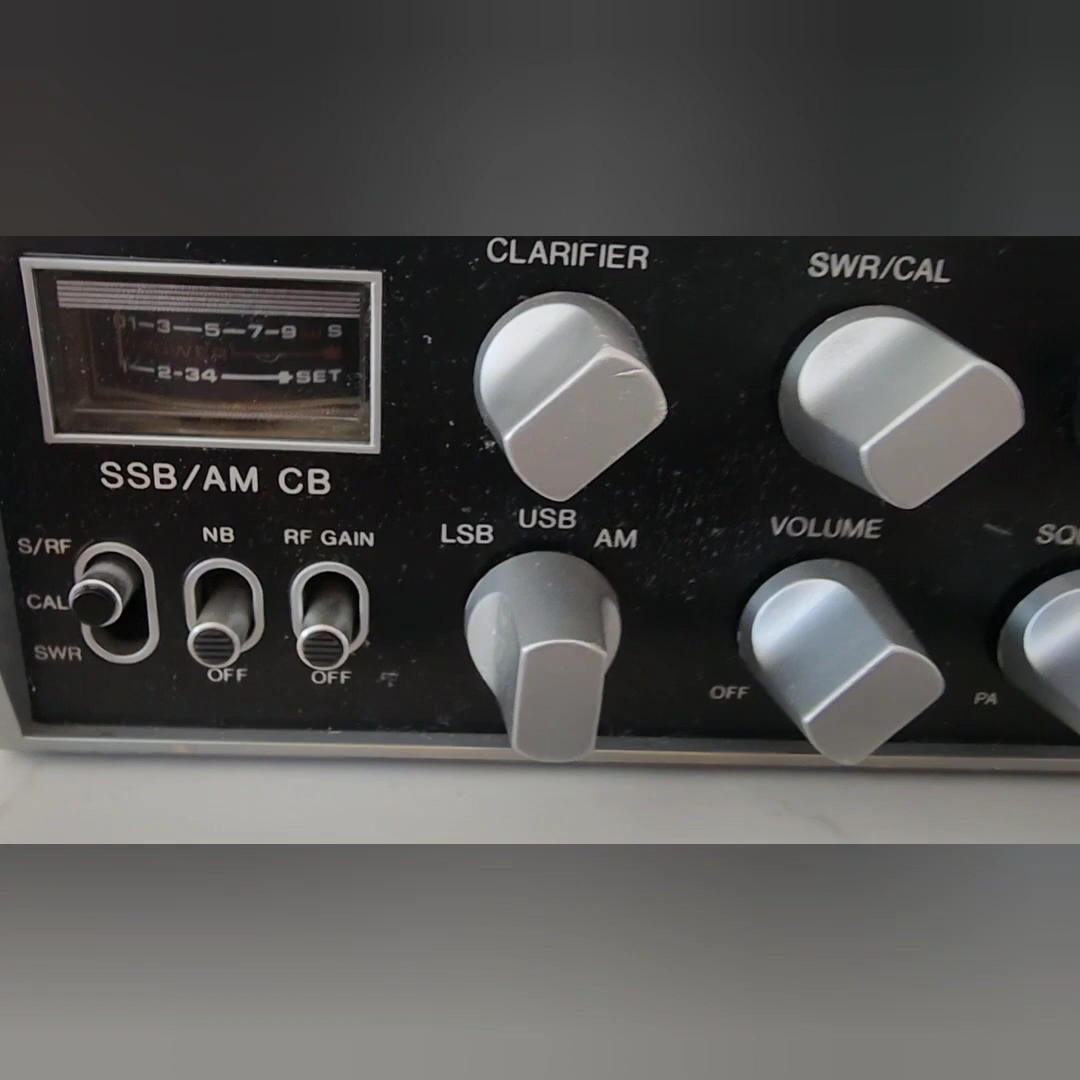 CLARIFIER
SWR/CAL
1-3-5-7-9 S
2-34 + SET
SSB/AM CB
S/RF
CAL
SWR
NB
OFF
RF GAIN
OFF
LSB
USB
AM
VOLUME
OFF
PA